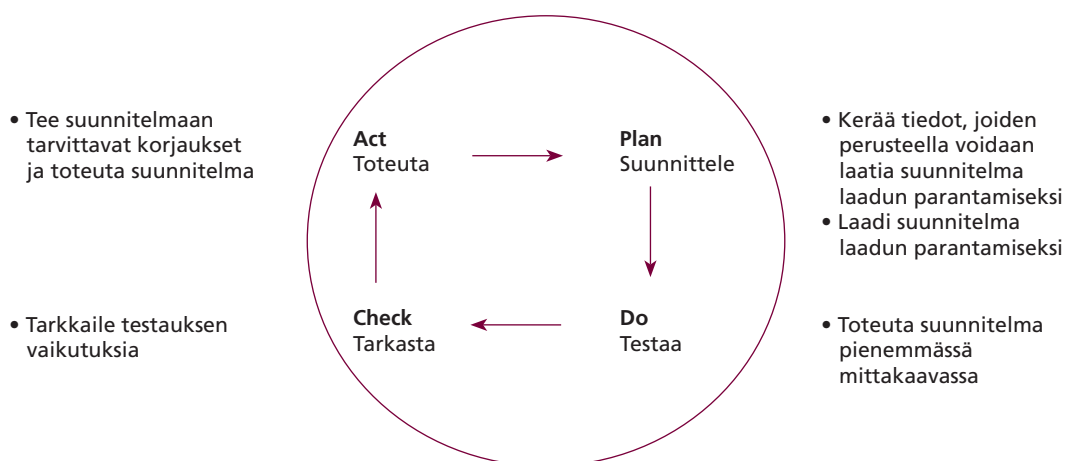 • Tee suunnitelmaan
tarvittavat korjaukset
ja toteuta suunnitelma
Act
Toteuta
Plan
Suunnittele
• Kerää tiedot, joiden
perusteella voidaan
laatia suunnitelma
laadun parantamiseksi
• Laadi suunnitelma
laadun parantamiseksi
• Tarkkaile testauksen
vaikutuksia
Check
Tarkasta
Do
Testaa
• Toteuta suunnitelma
pienemmässä
mittakaavassa